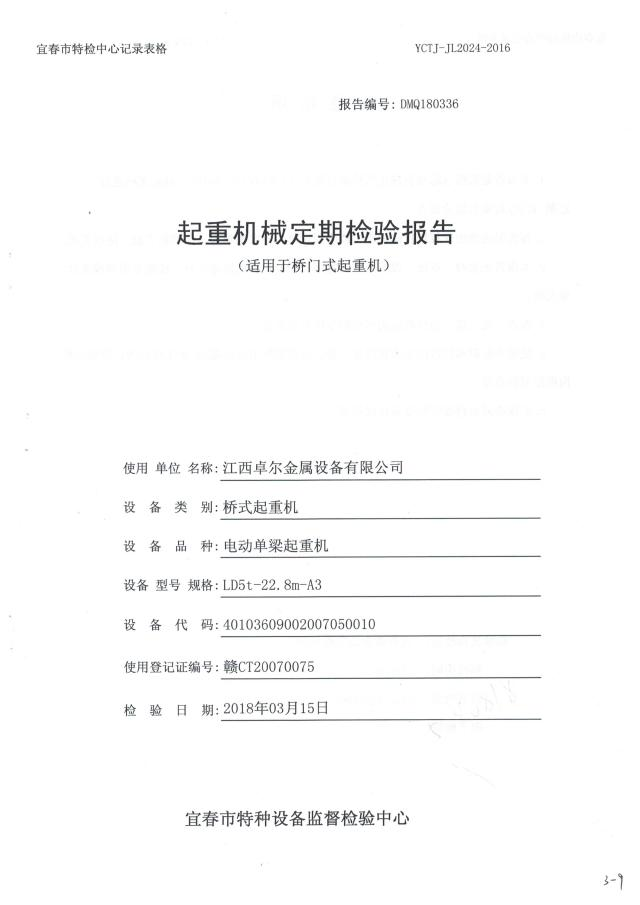 宜春市特检中心记录表格 YCTJ-JL2024-2016
报告编号: DMQ180336
起重机械定期检验报告
（适用于桥门式起重机）
使用 单位 名称: 江西卓尔金属设备有限公司
设 备 类 别: 桥式起重机
设 备 品 种: 电动单梁起重机
设备 型号 规格: LD5t-22.8m-A3
设 备 代 码: 40103609002007050010
使用登记证编号: 赣CT20070075
检 验 日 期: 2018年03月15日
宜春市特种设备监督检验中心
3-9